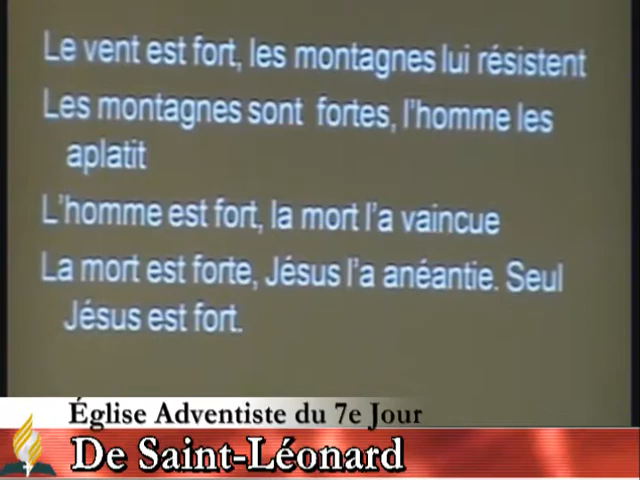 Le vent est fort, les montagnes lui résistent
Les montagnes sont fortes, l'homme les
aplatit
L'homme est fort, la mort l'a vaincue
La mort est forte, Jésus l'a anéantie. Seul
Jésus est fort.
Église Adventiste du 7e Jour
De Saint-Léonard